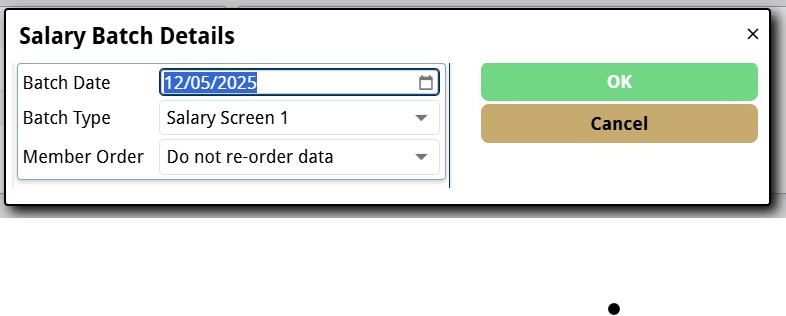 Salary Batch Details
Batch Date 12/05/2025
Batch Type Salary Screen 1
Member Order Do not re-order data
OK
Cancel